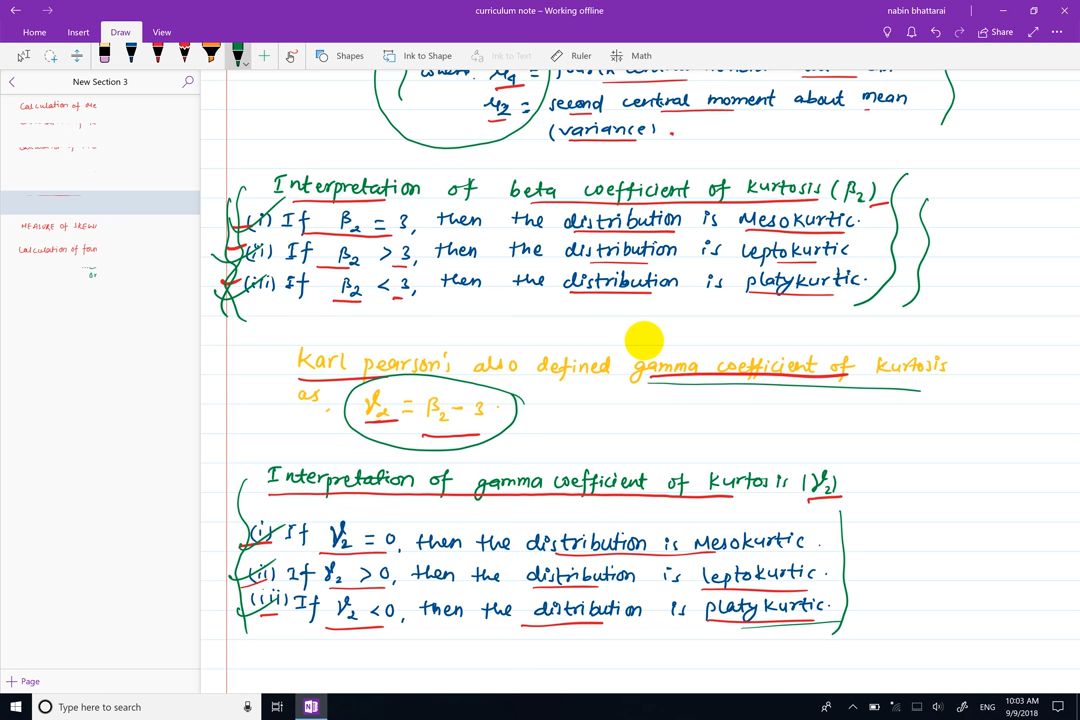 curriculum note – Working offline
nabin bhattarai
Home Insert Draw View
Share
Shapes
Ink to Shape
Ink to Text
Ruler
Math
New Section 3
Calculation of Me
MEASURE OF SKEW
Calculation of four
or
μ4 =
μ2 = second central moment about mean
(variance).
Interpretation of beta coefficient of kurtosis (β2)
(i) If β2 = 3, then the distribution is Mesokurtic.
(ii) If β2 > 3, then the distribution is leptokurtic
(iii) If β2 < 3, then the distribution is platykurtic.
Karl pearson's also defined gamma coefficient of kurtosis
as, γ2 = β2 - 3.
Interpretation of gamma coefficient of kurtosis (γ2)
(i) If γ2 = 0, then the distribution is Mesokurtic.
(ii) If γ2 > 0, then the distribution is leptokurtic.
(iii) If γ2 < 0, then the distribution is platykurtic.
Page
Type here to search
ENG
10:03 AM
9/9/2018